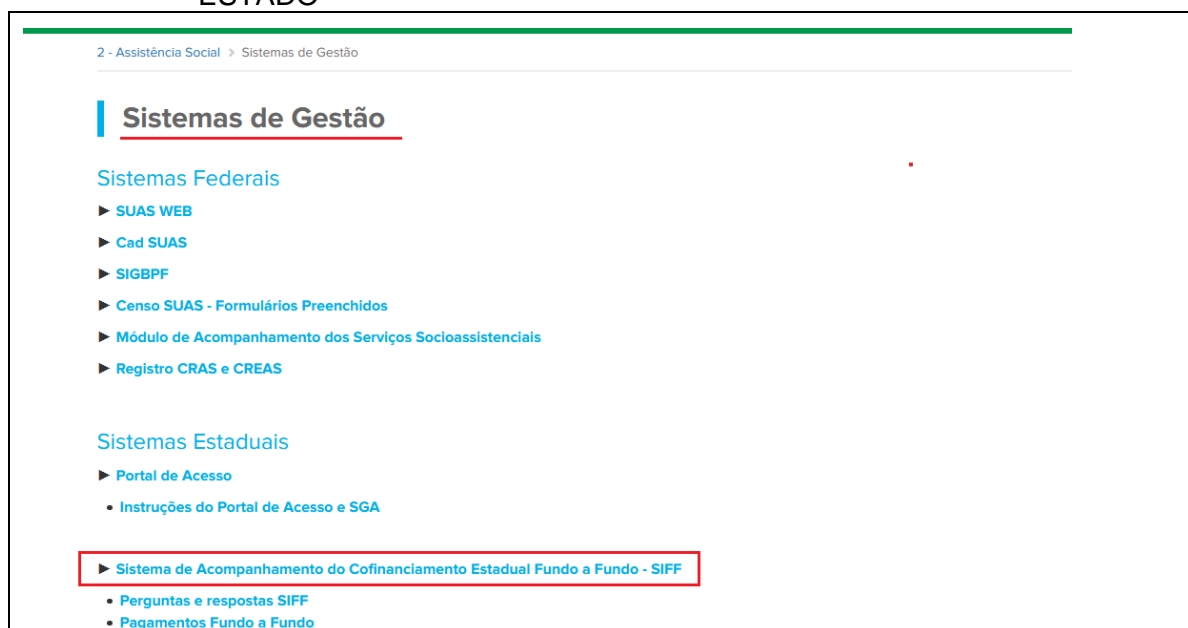 ESTADO
2 - Assistência Social > Sistemas de Gestão
Sistemas de Gestão
Sistemas Federais
► SUAS WEB
► Cad SUAS
► SIGBPF
► Censo SUAS - Formulários Preenchidos
► Módulo de Acompanhamento dos Serviços Socioassistenciais
► Registro CRAS e CREAS
Sistemas Estaduais
► Portal de Acesso
• Instruções do Portal de Acesso e SGA
► Sistema de Acompanhamento do Cofinanciamento Estadual Fundo a Fundo - SIFF
• Perguntas e respostas SIFF
• Pagamentos Fundo a Fundo